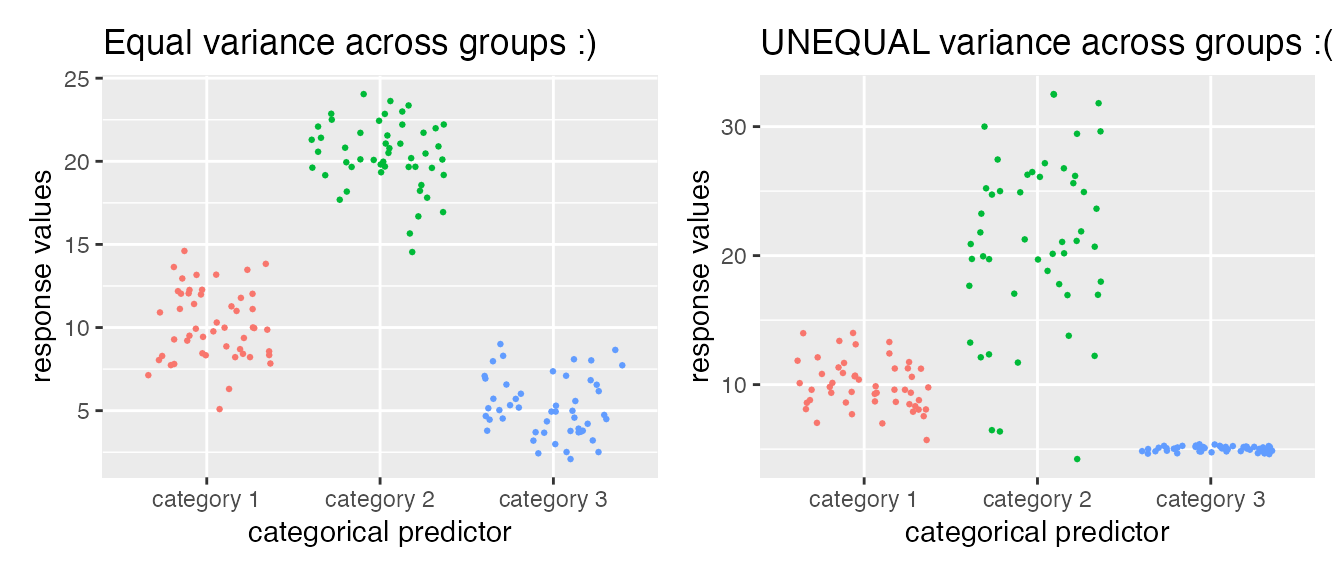 Equal variance across groups :)
25
20
15
10
5
response values
category 1
category 2
category 3
categorical predictor
UNEQUAL variance across groups :(
30
20
10
response values
category 1
category 2
category 3
categorical predictor